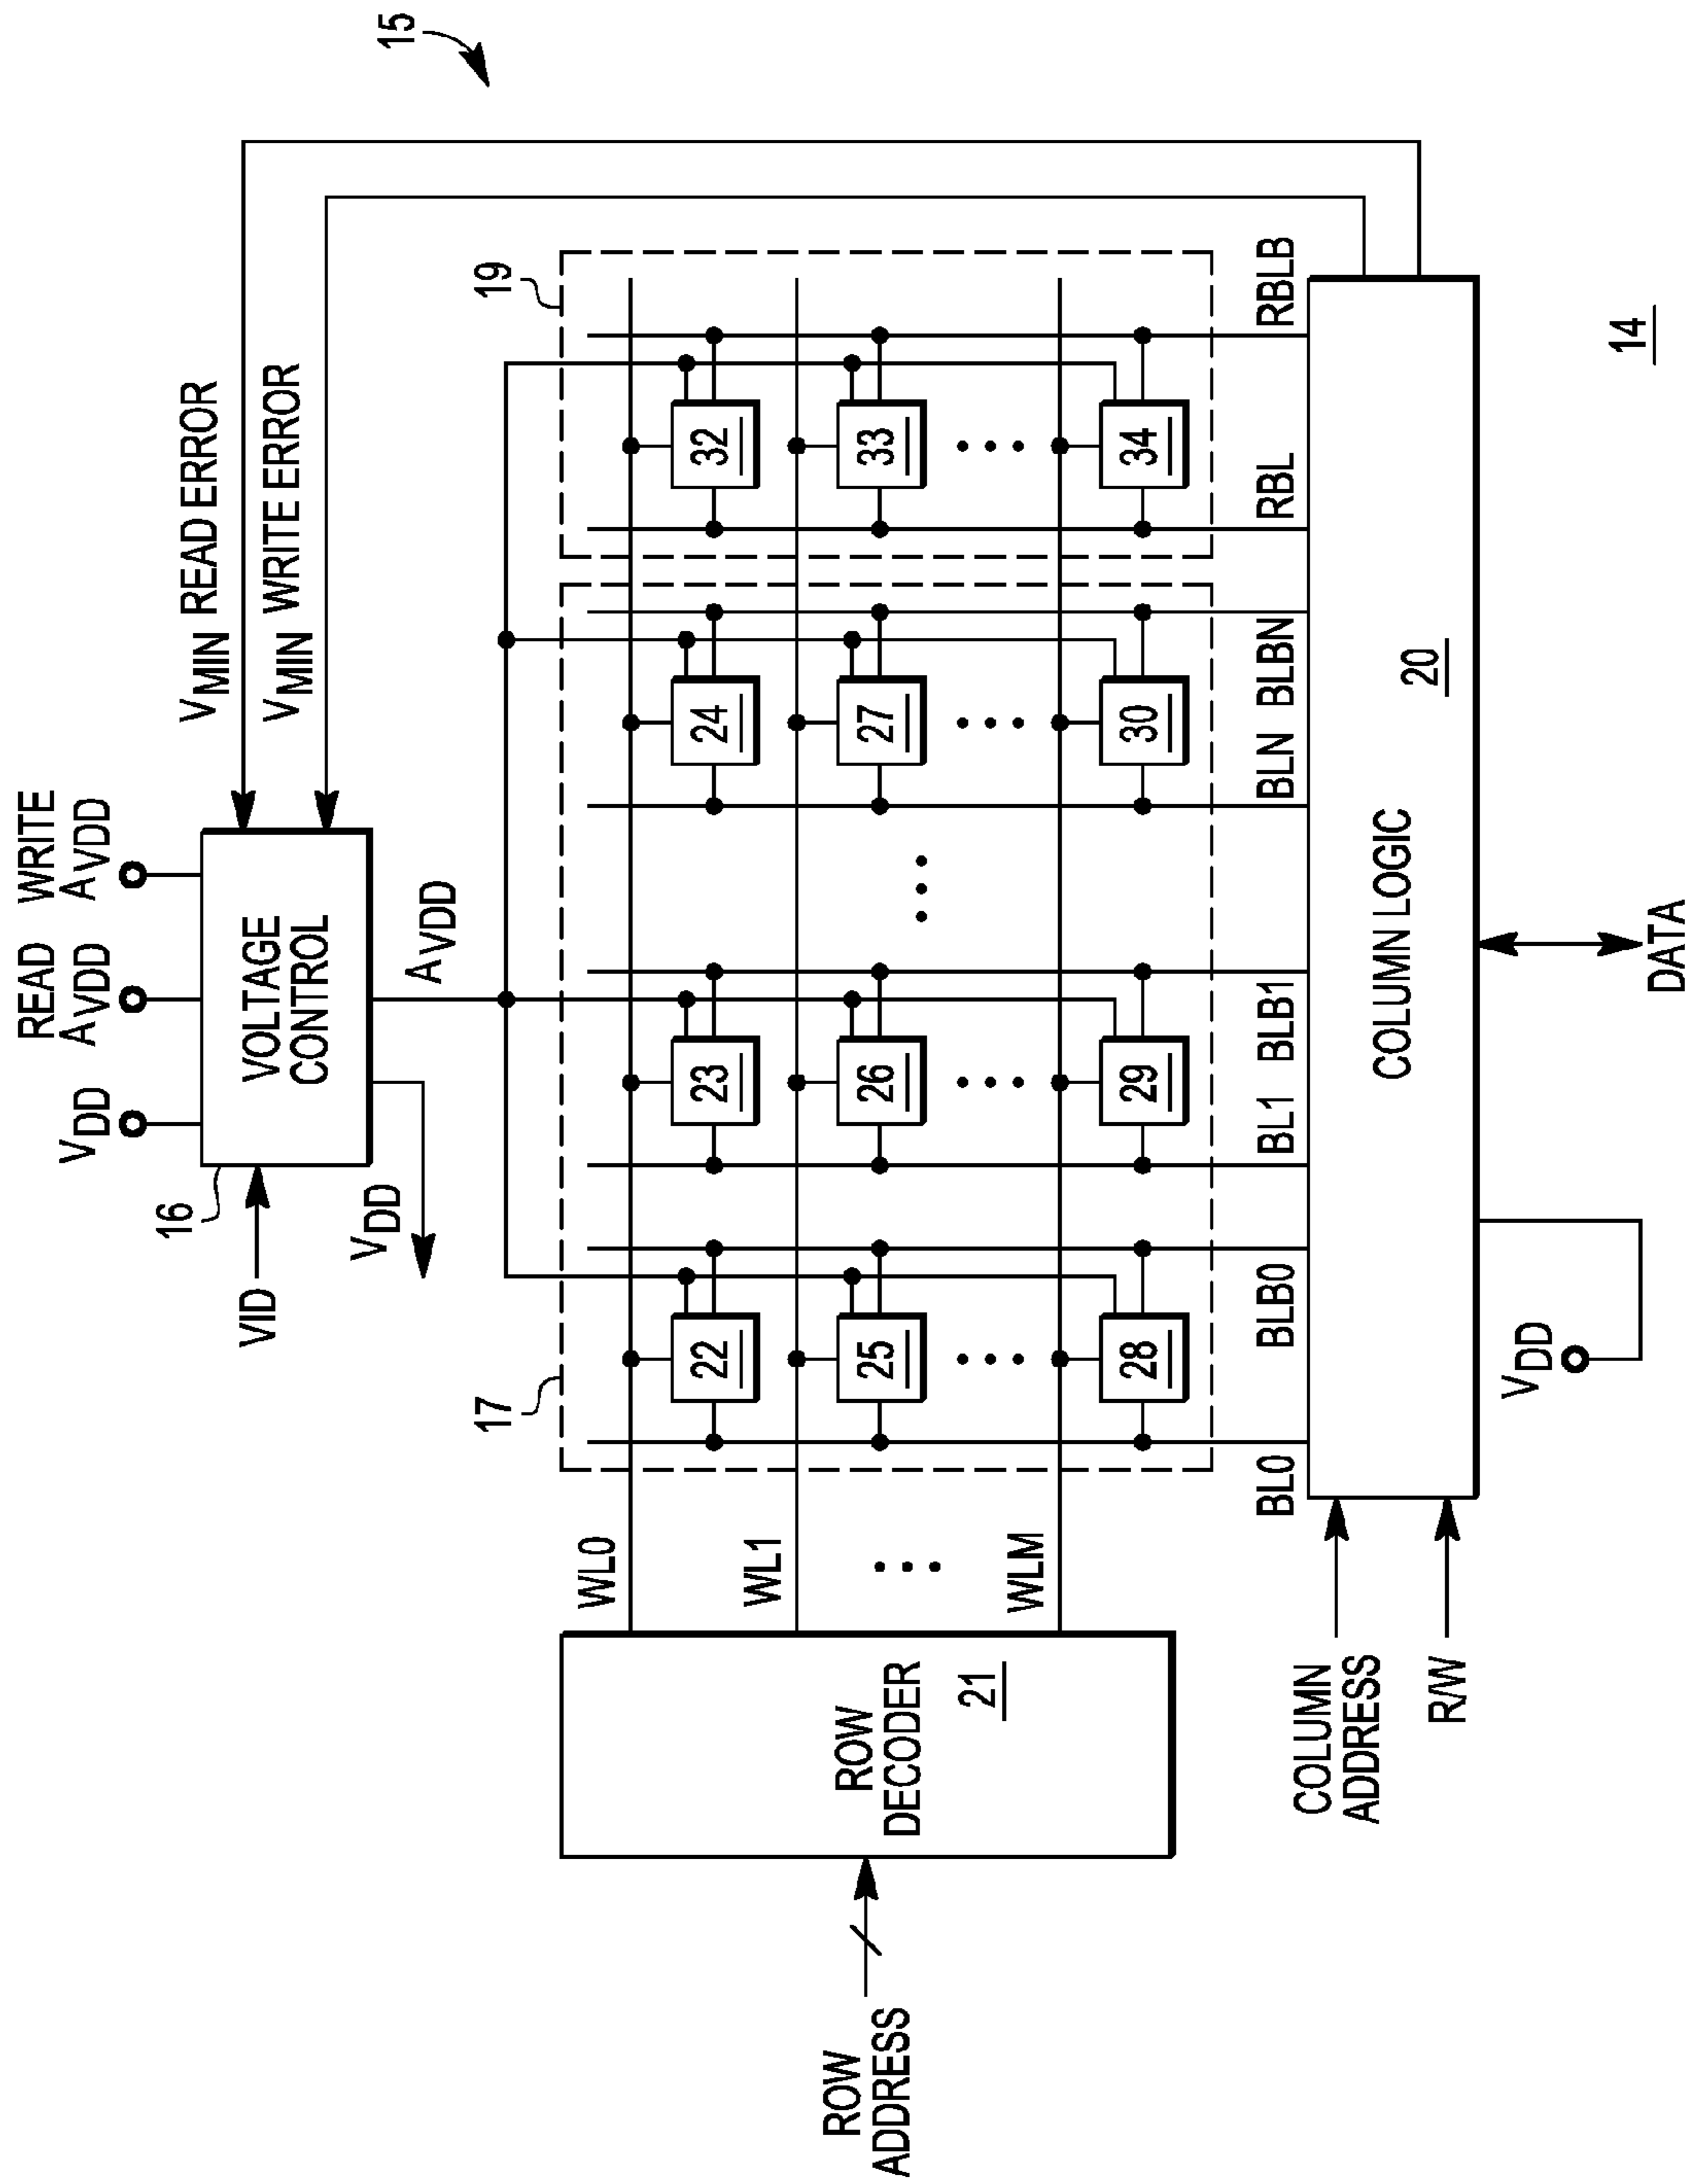 15
READ
AVDD
WRITE
AVDD
VDD
VMIN READ ERROR
VMIN WRITE ERROR
VOLTAGE
CONTROL
16
VID
VDD
AVDD
17
19
WL0
WL1
WLM
22
23
24
32
25
26
27
33
28
29
30
34
ROW
ADDRESS
ROW
DECODER
21
BL0
BLB0
BL1
BLB1
BLN
BLBN
RBL
RBLB
COLUMN
ADDRESS
R/W
COLUMN LOGIC
20
VDD
DATA
14